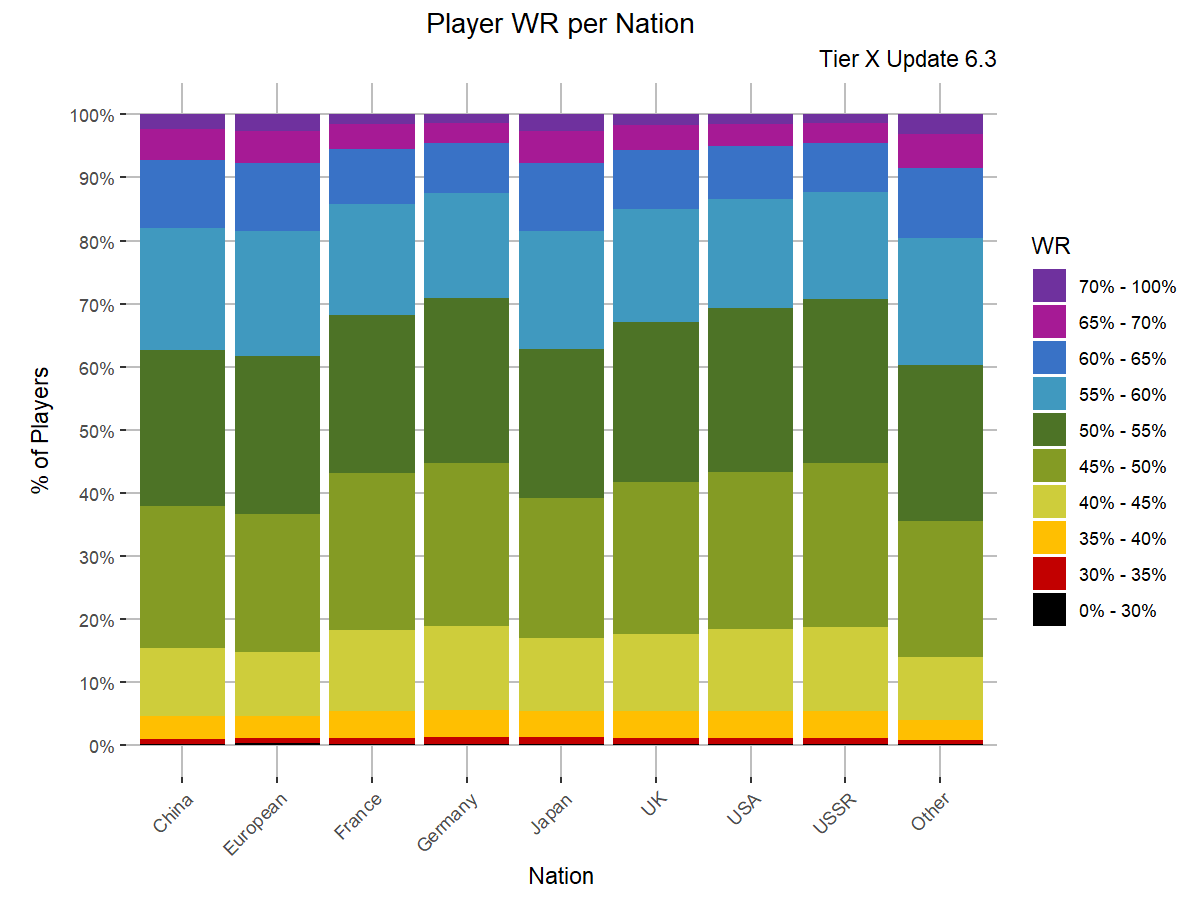 Player WR per Nation
Tier X Update 6.3
100%
90%
80%
70%
60%
50%
40%
30%
20%
10%
0%
% of Players
China
European
France
Germany
Japan
UK
USA
USSR
Other
Nation
WR
70% - 100%
65% - 70%
60% - 65%
55% - 60%
50% - 55%
45% - 50%
40% - 45%
35% - 40%
30% - 35%
0% - 30%